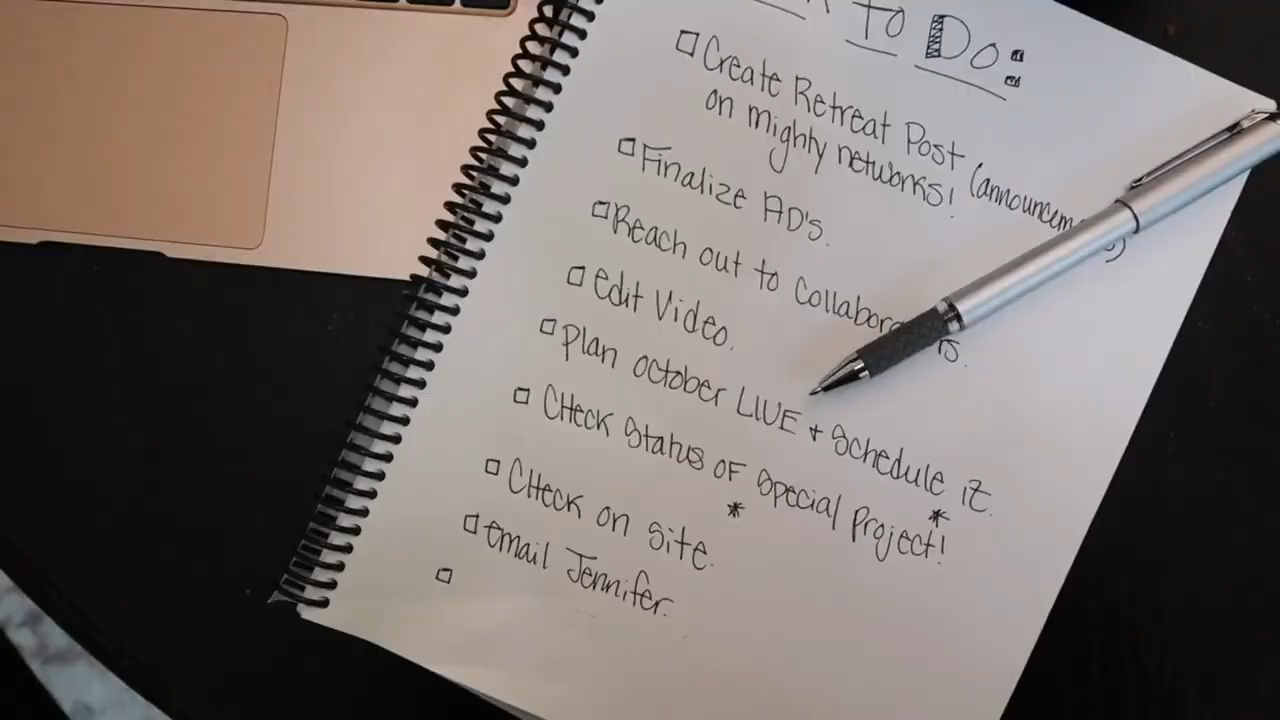 To Do:
Create Retreat Post (announcem
on mighty networks!
Finalize AD's.
Reach out to Collaborators.
Edit Video.
Plan October LIVE + Schedule it.
CHeck Status OF Special Project!
* *
CHeck on Site.
Email Jennifer.